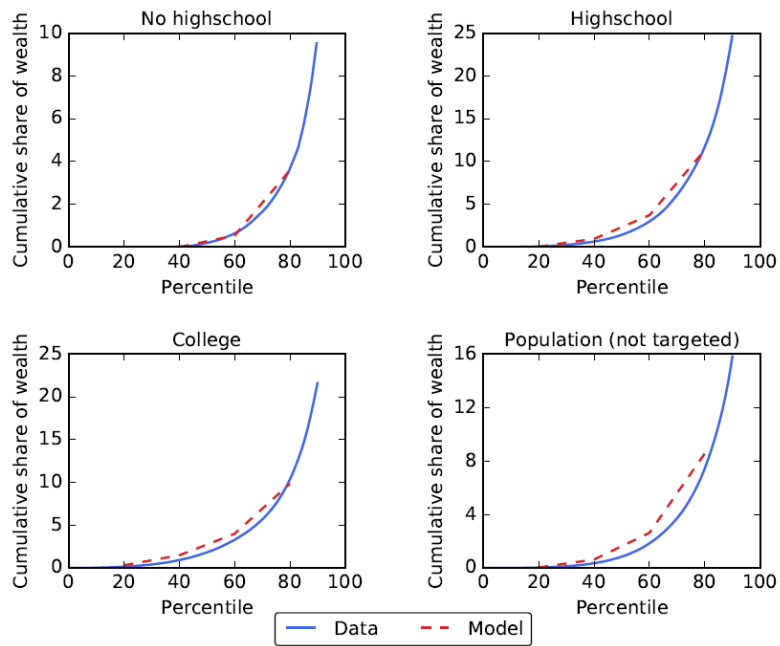 No highschool
Cumulative share of wealth
10
8
6
4
2
0
0 20 40 60 80 100
Percentile
Highschool
Cumulative share of wealth
25
20
15
10
5
0
0 20 40 60 80 100
Percentile
College
Cumulative share of wealth
25
20
15
10
5
0
0 20 40 60 80 100
Percentile
Population (not targeted)
Cumulative share of wealth
16
12
8
4
0
0 20 40 60 80 100
Percentile
Data Model